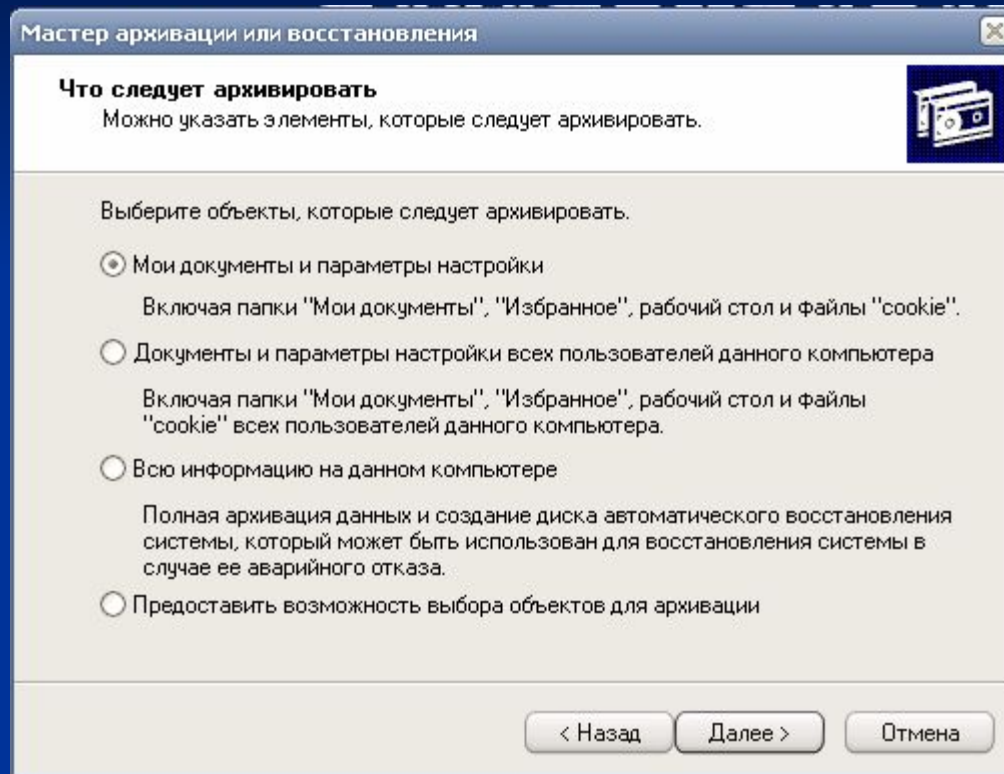 Мастер архивации или восстановления
Что следует архивировать
Можно указать элементы, которые следует архивировать.
Выберите объекты, которые следует архивировать.
Мои документы и параметры настройки
Включая папки "Мои документы", "Избранное", рабочий стол и файлы "cookie".
Документы и параметры настройки всех пользователей данного компьютера
Включая папки "Мои документы", "Избранное", рабочий стол и файлы
"cookie" всех пользователей данного компьютера.
Всю информацию на данном компьютере
Полная архивация данных и создание диска автоматического восстановления
системы, который может быть использован для восстановления системы в
случае ее аварийного отказа.
Предоставить возможность выбора объектов для архивации
< Назад Далее > Отмена